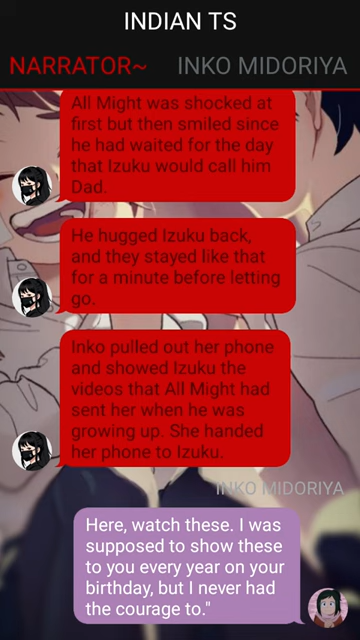 INDIAN TS
NARRATOR~ INKO MIDORIYA
All Might was shocked at
first but then smiled since
he had waited for the day
that Izuku would call him
Dad.
He hugged Izuku back,
and they stayed like that
for a minute before letting
go.
Inko pulled out her phone
and showed Izuku the
videos that All Might had
sent her when he was
growing up. She handed
her phone to Izuku.
INKO MIDORIYA
Here, watch these. I was
supposed to show these
to you every year on your
birthday, but I never had
the courage to."